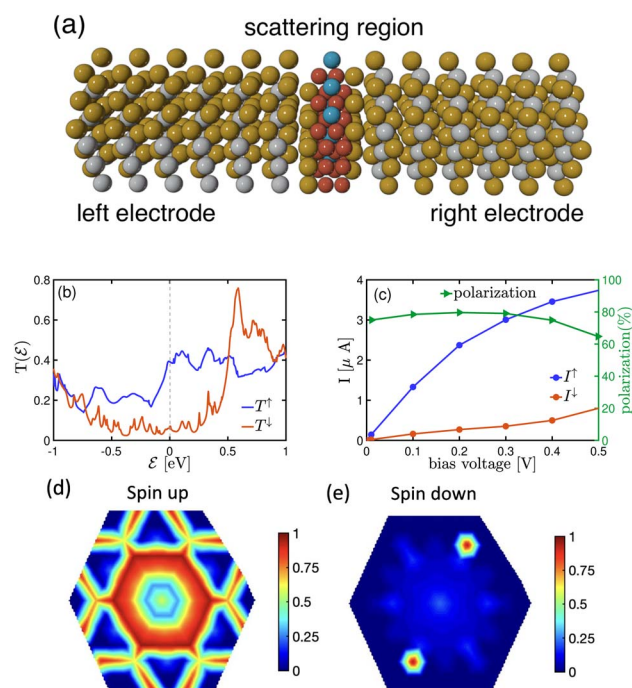 (a)
scattering region
left electrode
right electrode
(b)
0.8
0.6
0.4
0.2
0
T(ℰ)
T↑
T↓
-1
-0.5
0
0.5
1
ℰ [eV]
(c)
4
3
2
1
0
I [μ A]
polarization
I↑
I↓
0
0.1
0.2
0.3
0.4
0.5
bias voltage [V]
100
80
60
40
20
0
polarization(%)
(d)
Spin up
1
0.75
0.5
0.25
0
(e)
Spin down
1
0.75
0.5
0.25
0